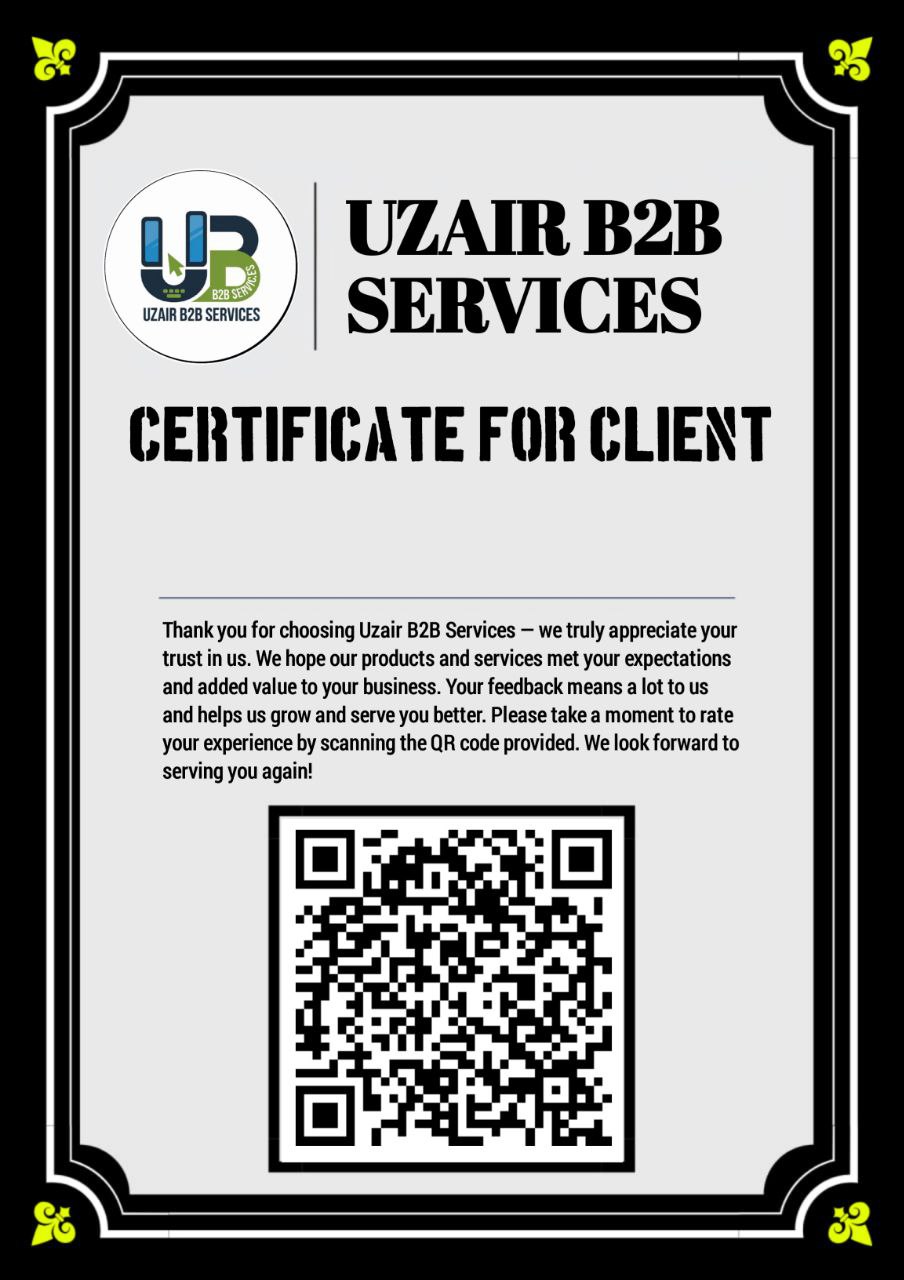 B2B SERVICES
UZAIR B2B SERVICES
UZAIR B2B
SERVICES
CERTIFICATE FOR CLIENT
Thank you for choosing Uzair B2B Services — we truly appreciate your
trust in us. We hope our products and services met your expectations
and added value to your business. Your feedback means a lot to us
and helps us grow and serve you better. Please take a moment to rate
your experience by scanning the QR code provided. We look forward to
serving you again!